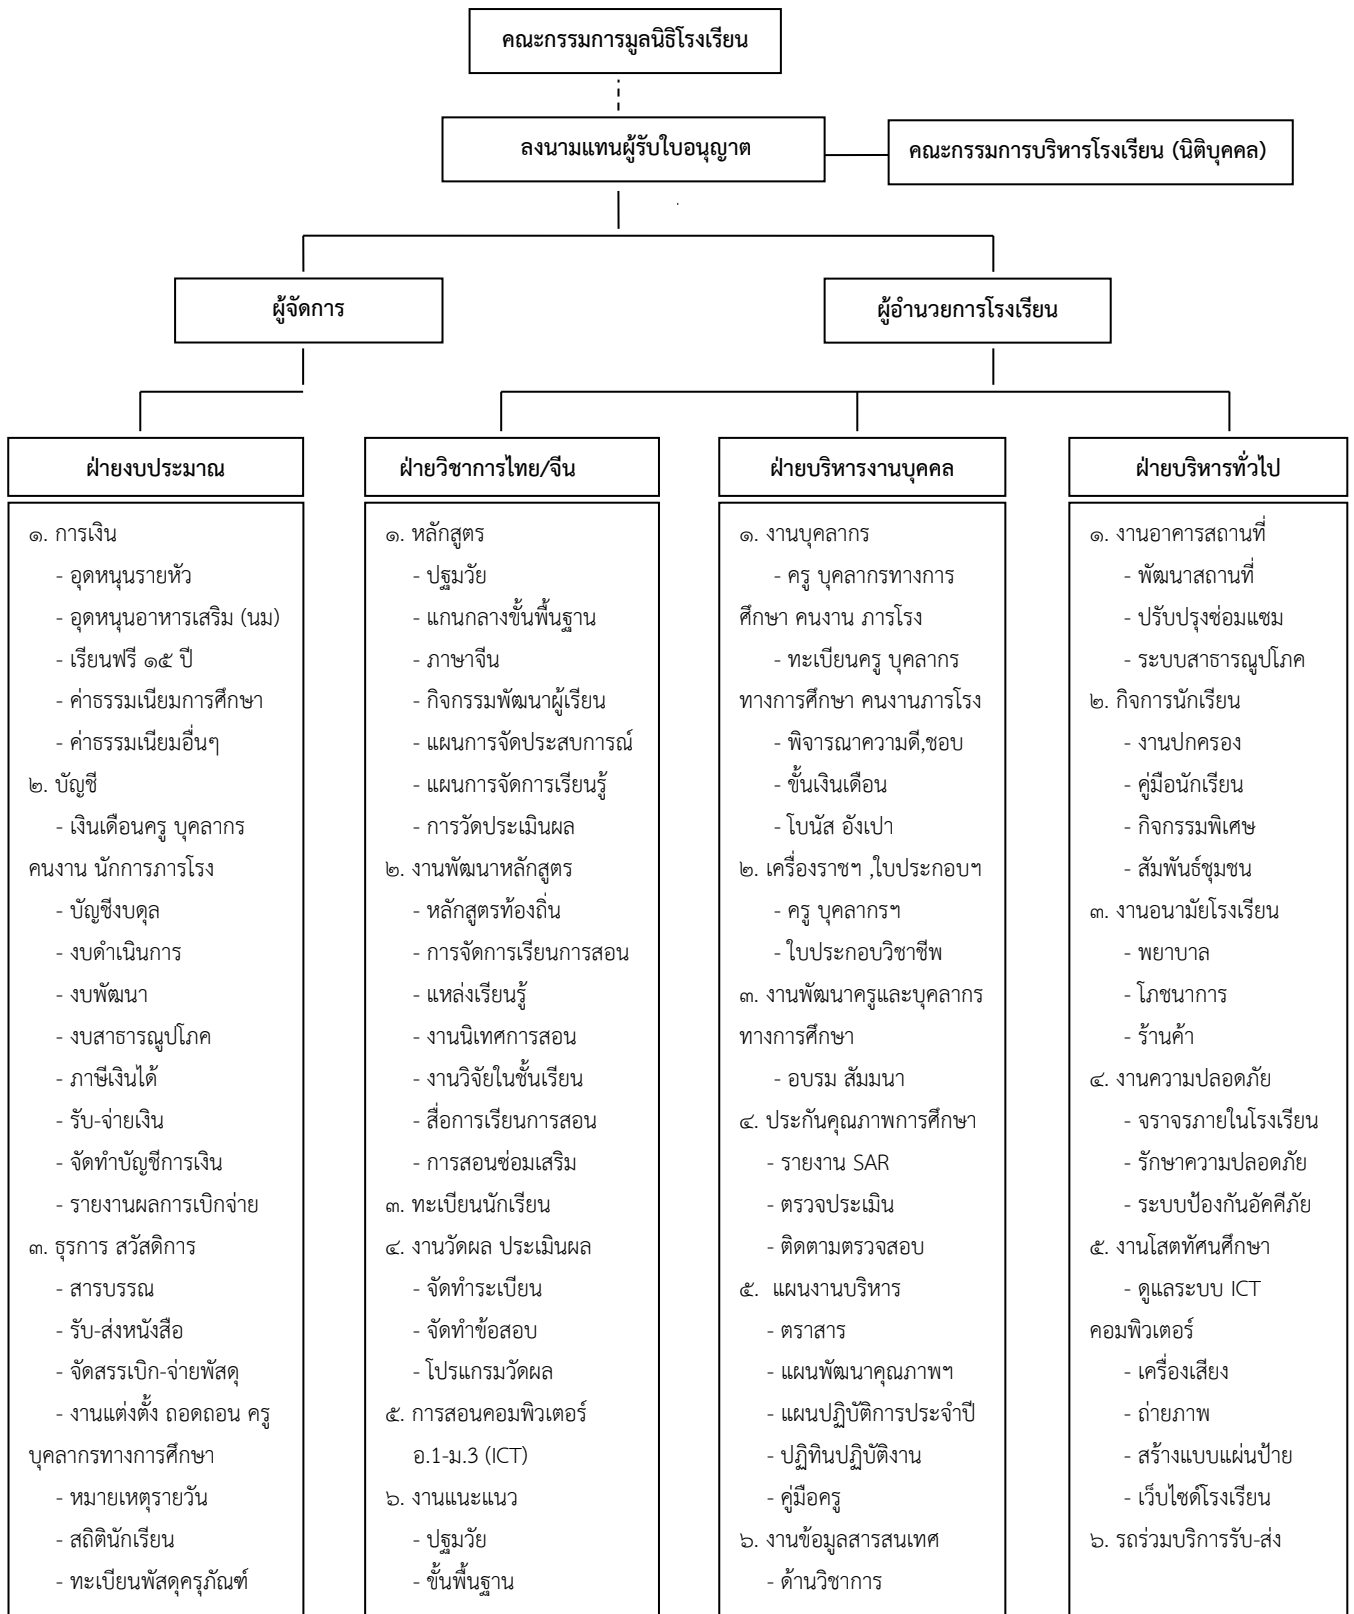 คณะกรรมการมูลนิธิโรงเรียน
ลงนามแทนผู้รับใบอนุญาต
คณะกรรมการบริหารโรงเรียน (นิติบุคคล)
ผู้จัดการ
ผู้อำนวยการโรงเรียน
ฝ่ายงบประมาณ
๑. การเงิน
- อุดหนุนรายหัว
- อุดหนุนอาหารเสริม (นม)
- เรียนฟรี ๑๕ ปี
- ค่าธรรมเนียมการศึกษา
- ค่าธรรมเนียมอื่นๆ
๒. บัญชี
- เงินเดือนครู บุคลากร
คนงาน นักการภารโรง
- บัญชีงบดุล
- งบดำเนินการ
- งบพัฒนา
- งบสาธารณูปโภค
- ภาษีเงินได้
- รับ-จ่ายเงิน
- จัดทำบัญชีการเงิน
- รายงานผลการเบิกจ่าย
๓. ธุรการ สวัสดิการ
- สารบรรณ
- รับ-ส่งหนังสือ
- จัดสรรเบิก-จ่ายพัสดุ
- งานแต่งตั้ง ถอดถอน ครู
บุคลากรทางการศึกษา
- หมายเหตุรายวัน
- สถิตินักเรียน
- ทะเบียนพัสดุครุภัณฑ์
ฝ่ายวิชาการไทย/จีน
๑. หลักสูตร
- ปฐมวัย
- แกนกลางขั้นพื้นฐาน
- ภาษาจีน
- กิจกรรมพัฒนาผู้เรียน
- แผนการจัดประสบการณ์
- แผนการจัดการเรียนรู้
- การวัดประเมินผล
๒. งานพัฒนาหลักสูตร
- หลักสูตรท้องถิ่น
- การจัดการเรียนการสอน
- แหล่งเรียนรู้
- งานนิเทศการสอน
- งานวิจัยในชั้นเรียน
- สื่อการเรียนการสอน
- การสอนซ่อมเสริม
๓. ทะเบียนนักเรียน
๔. งานวัดผล ประเมินผล
- จัดทำระเบียน
- จัดทำข้อสอบ
- โปรแกรมวัดผล
๕. การสอนคอมพิวเตอร์
อ.1-ม.3 (ICT)
๖. งานแนะแนว
- ปฐมวัย
- ขั้นพื้นฐาน
ฝ่ายบริหารงานบุคคล
๑. งานบุคลากร
- ครู บุคลากรทางการ
ศึกษา คนงาน ภารโรง
- ทะเบียนครู บุคลากร
ทางการศึกษา คนงานภารโรง
- พิจารณาความดี,ชอบ
- ขั้นเงินเดือน
- โบนัส อังเปา
๒. เครื่องราชฯ ,ใบประกอบฯ
- ครู บุคลากรฯ
- ใบประกอบวิชาชีพ
๓. งานพัฒนาครูและบุคลากร
ทางการศึกษา
- อบรม สัมมนา
๔. ประกันคุณภาพการศึกษา
- รายงาน SAR
- ตรวจประเมิน
- ติดตามตรวจสอบ
๕. แผนงานบริหาร
- ตราสาร
- แผนพัฒนาคุณภาพฯ
- แผนปฏิบัติการประจำปี
- ปฏิทินปฏิบัติงาน
- คู่มือครู
๖. งานข้อมูลสารสนเทศ
- ด้านวิชาการ
ฝ่ายบริหารทั่วไป
๑. งานอาคารสถานที่
- พัฒนาสถานที่
- ปรับปรุงซ่อมแซม
- ระบบสาธารณูปโภค
๒. กิจการนักเรียน
- งานปกครอง
- คู่มือนักเรียน
- กิจกรรมพิเศษ
- สัมพันธ์ชุมชน
๓. งานอนามัยโรงเรียน
- พยาบาล
- โภชนาการ
- ร้านค้า
๔. งานความปลอดภัย
- จราจรภายในโรงเรียน
- รักษาความปลอดภัย
- ระบบป้องกันอัคคีภัย
๕. งานโสตทัศนศึกษา
- ดูแลระบบ ICT
คอมพิวเตอร์
- เครื่องเสียง
- ถ่ายภาพ
- สร้างแบบแผ่นป้าย
- เว็บไซด์โรงเรียน
๖. รถร่วมบริการรับ-ส่ง